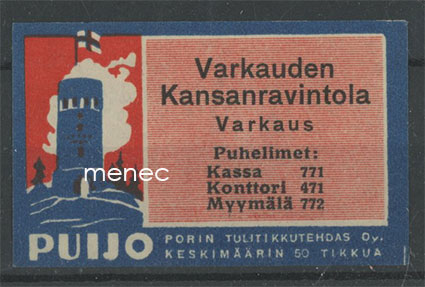 Varkauden
Kansanravintola
Varkaus
Puhelimet:
Kassa 771
Konttori 471
Myymälä 772
menec
PUIJO
PORIN TULITIKKUTEHDAS Oy.
KESKIMÄÄRIN 50 TIKKUA